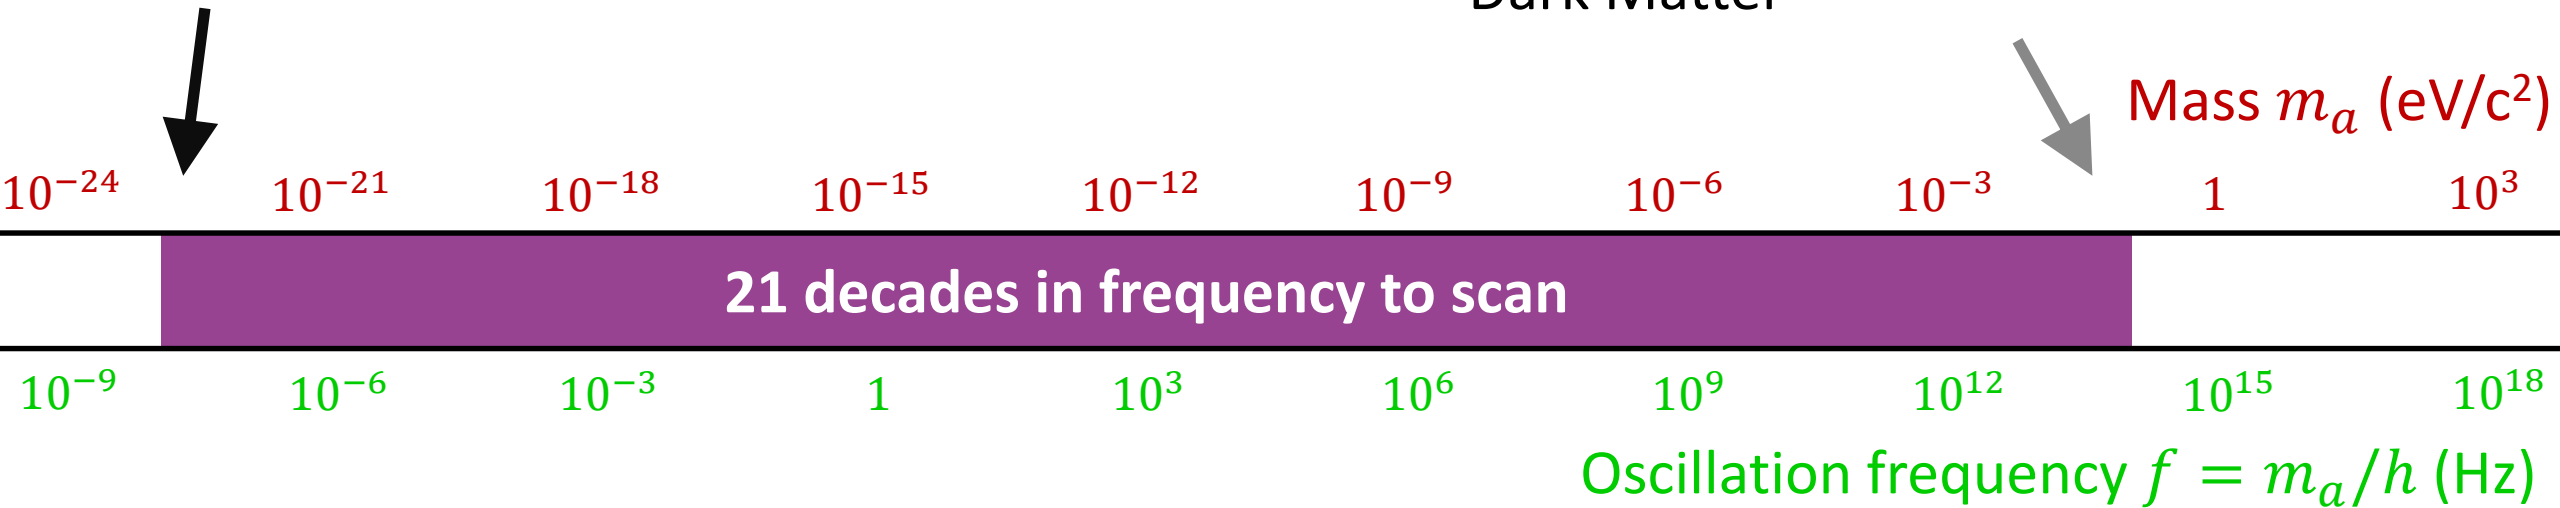 Dark Matter
Mass 𝑚ₐ (eV/c²)
10⁻²⁴ 10⁻²¹ 10⁻¹⁸ 10⁻¹⁵ 10⁻¹² 10⁻⁹ 10⁻⁶ 10⁻³ 1 10³
21 decades in frequency to scan
10⁻⁹ 10⁻⁶ 10⁻³ 1 10³ 10⁶ 10⁹ 10¹² 10¹⁵ 10¹⁸
Oscillation frequency 𝑓 = 𝑚ₐ/ℎ (Hz)